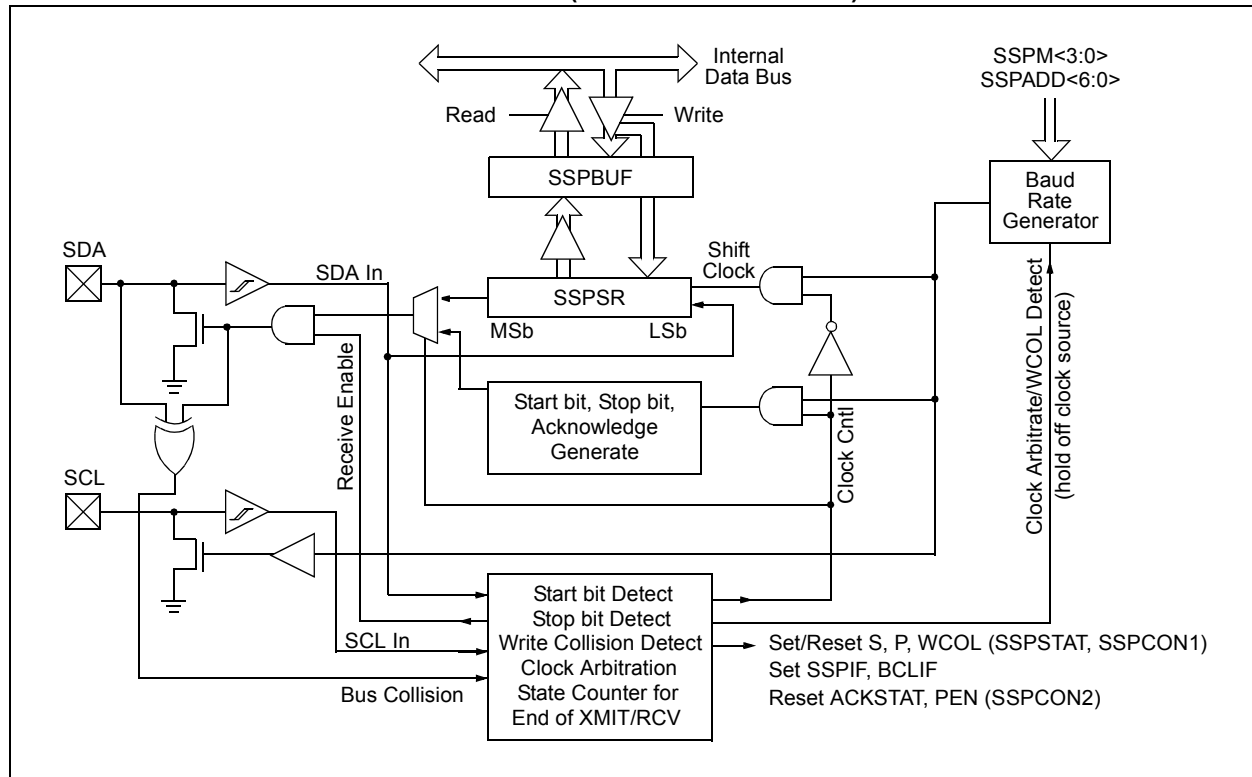 Internal
Data Bus
SSPM<3:0>
SSPADD<6:0>
Read
Write
SSPBUF
Baud
Rate
Generator
SDA
SDA In
Shift
Clock
SSPSR
MSb
LSb
Start bit, Stop bit,
Acknowledge
Generate
Receive Enable
Clock Cntl
Clock Arbitrate/WCOL Detect
(hold off clock source)
SCL
SCL In
Bus Collision
Start bit Detect
Stop bit Detect
Write Collision Detect
Clock Arbitration
State Counter for
End of XMIT/RCV
Set/Reset S, P, WCOL (SSPSTAT, SSPCON1)
Set SSPIF, BCLIF
Reset ACKSTAT, PEN (SSPCON2)